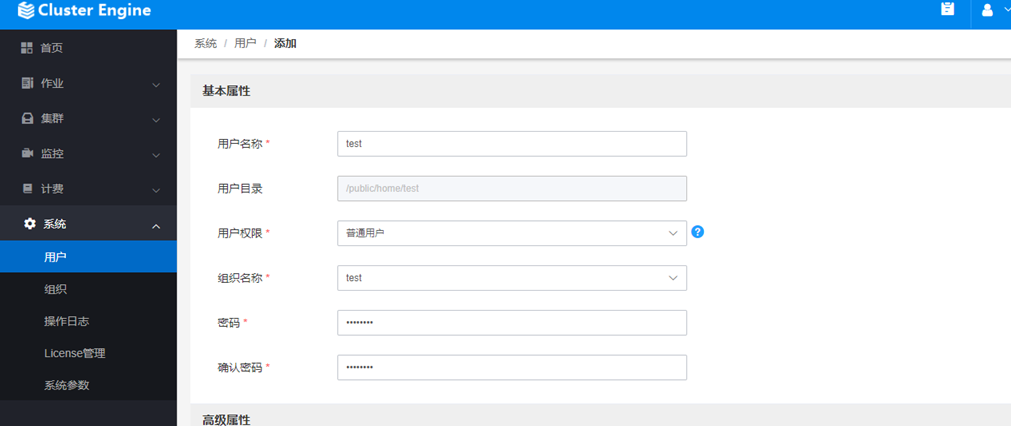 Cluster Engine
首页
作业
集群
监控
计费
系统
用户
组织
操作日志
License管理
系统参数
系统 / 用户 / 添加
基本属性
用户名称 * test
用户目录 /public/home/test
用户权限 * 普通用户 ?
组织名称 * test
密码 * ••••••••
确认密码 * ••••••••
高级属性